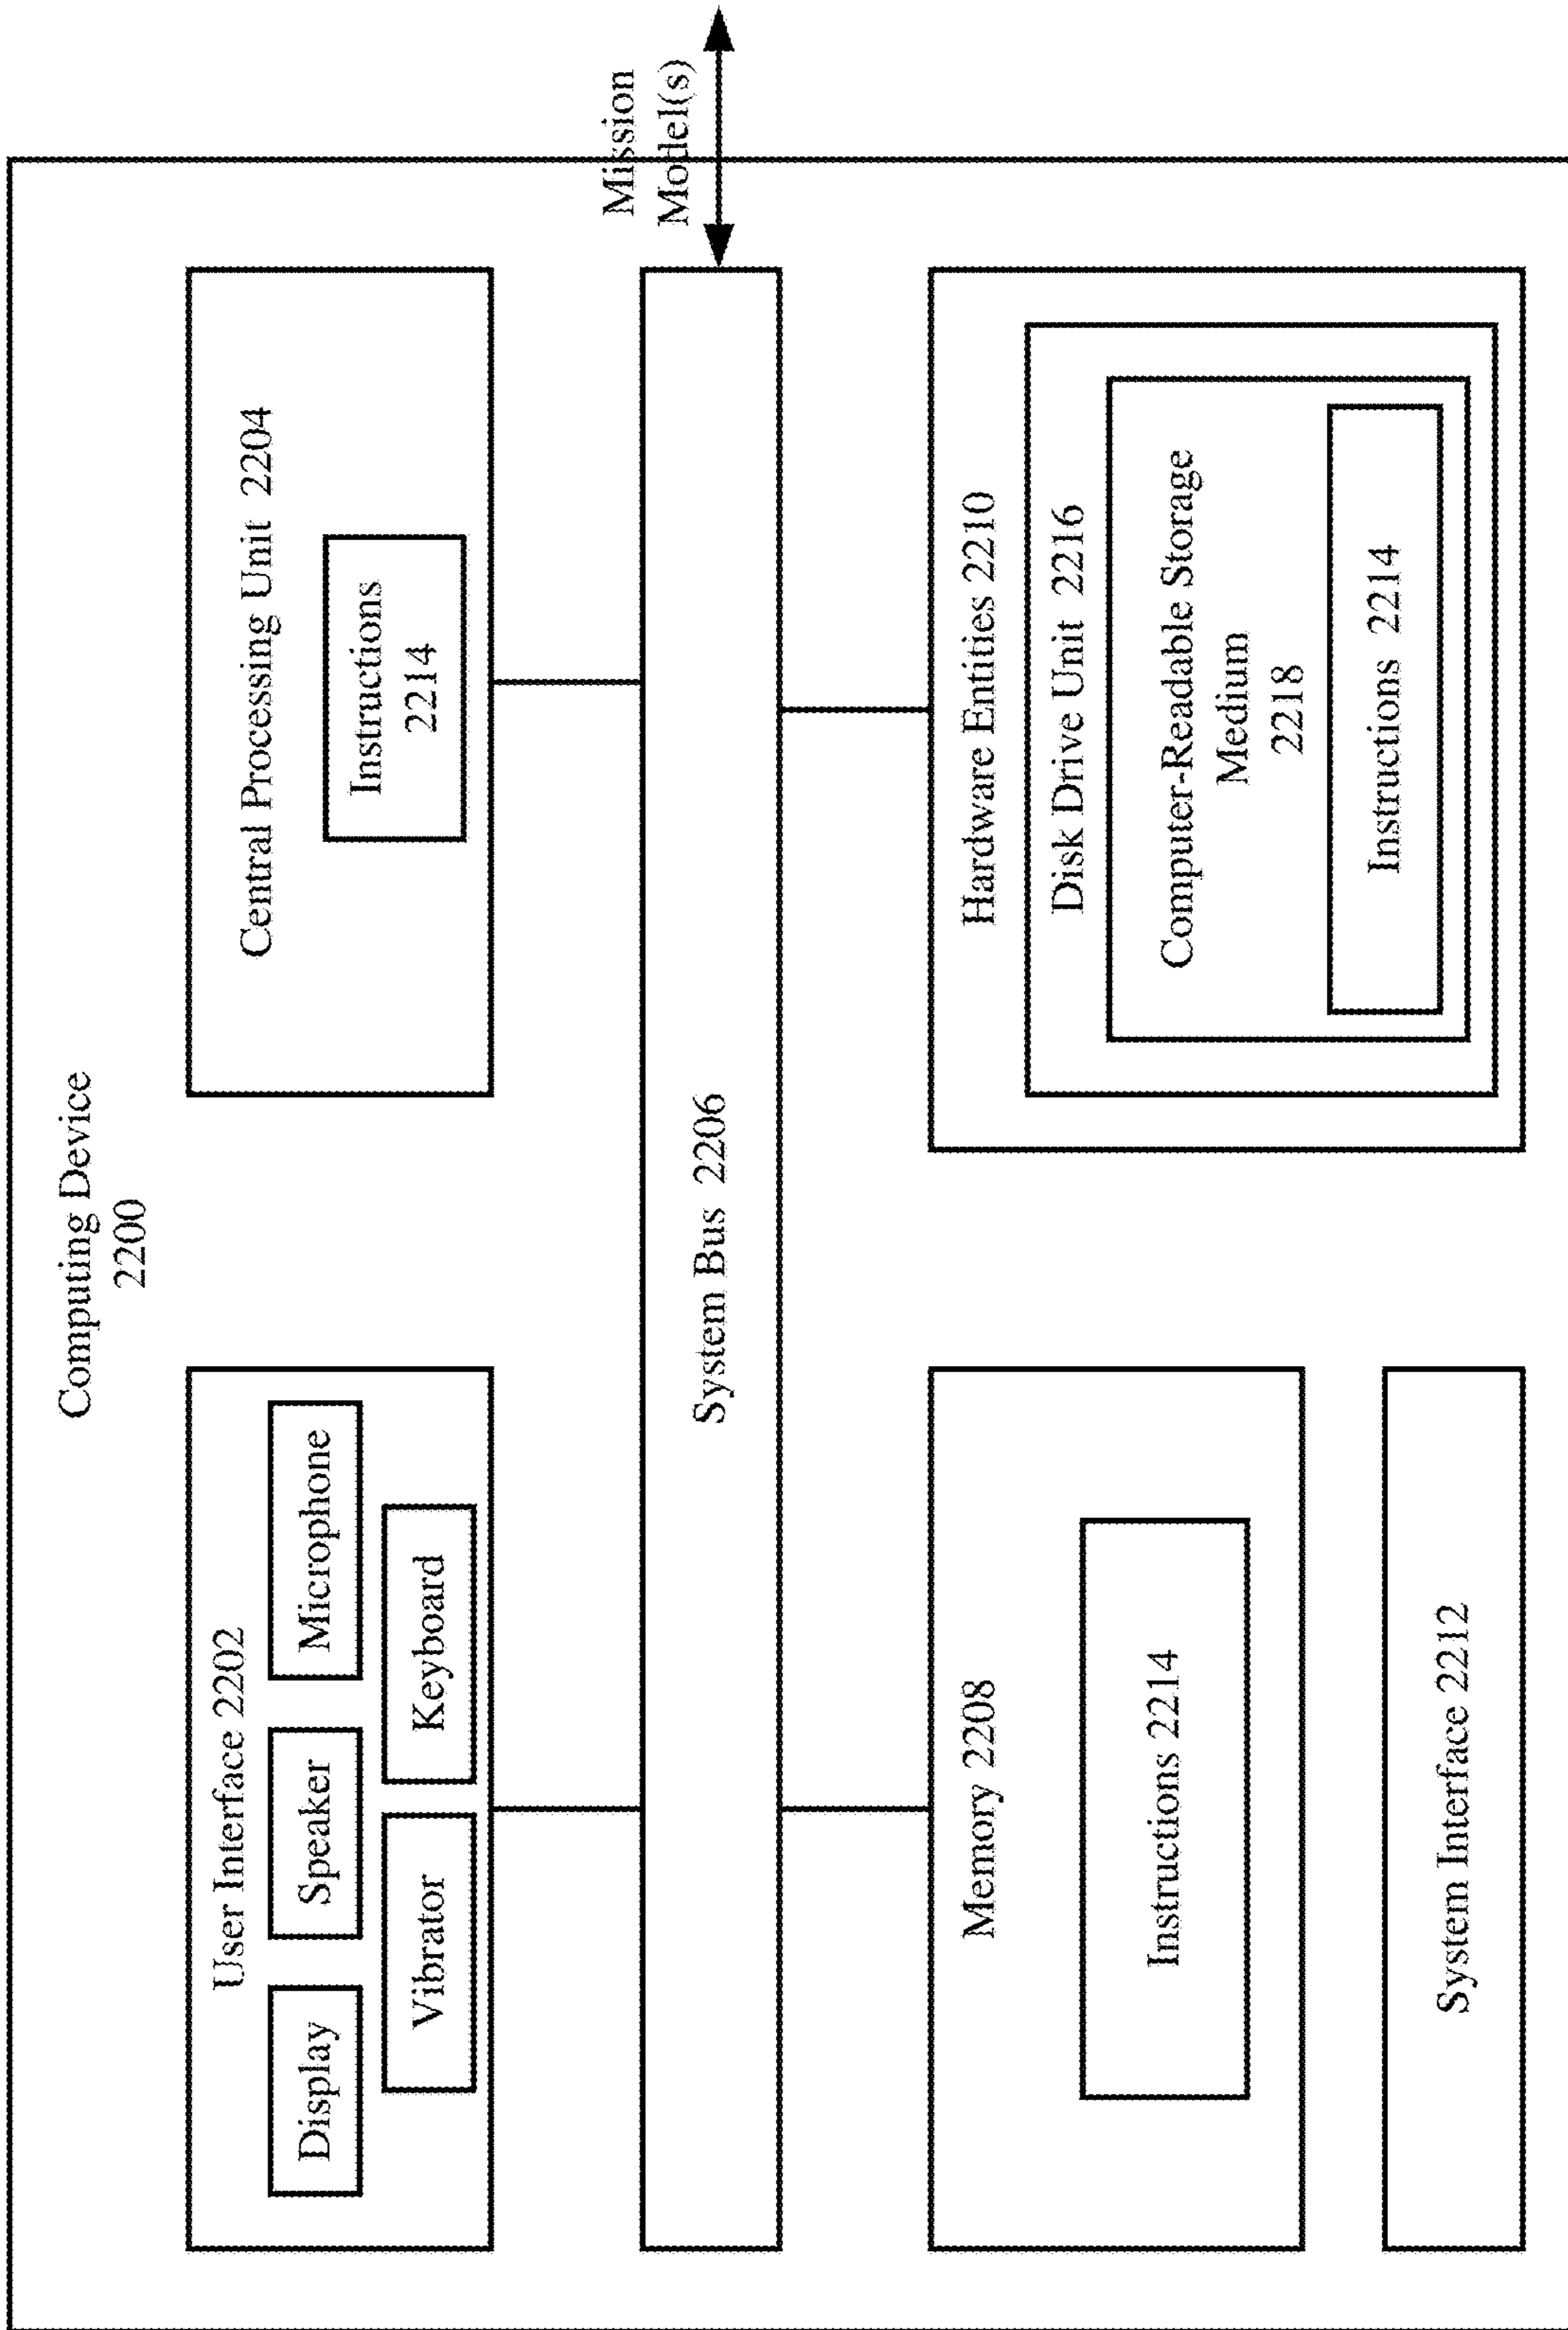 Computing Device
2200
User Interface 2202
Display
Speaker
Microphone
Vibrator
Keyboard
Central Processing Unit 2204
Instructions
2214
Mission
Model(s)
System Bus 2206
Memory 2208
Instructions 2214
System Interface 2212
Hardware Entities 2210
Disk Drive Unit 2216
Computer-Readable Storage
Medium
2218
Instructions 2214